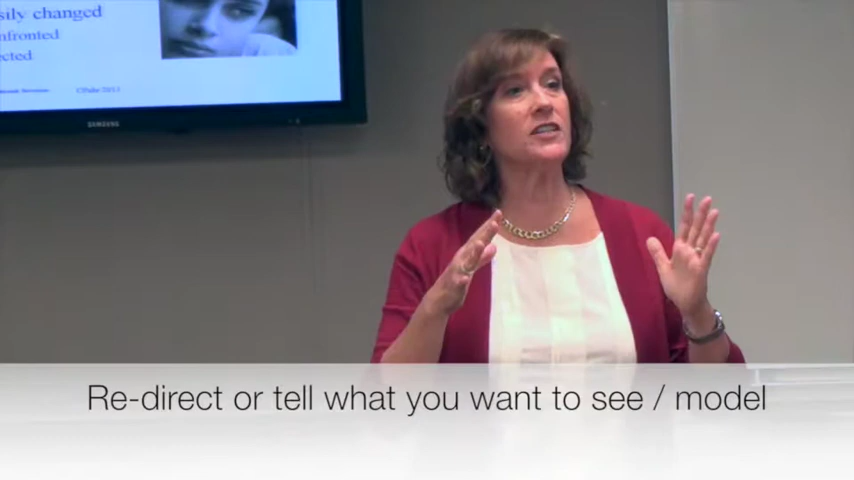 sily changed
nfronted
cted
SAMSUNG
Re-direct or tell what you want to see / model